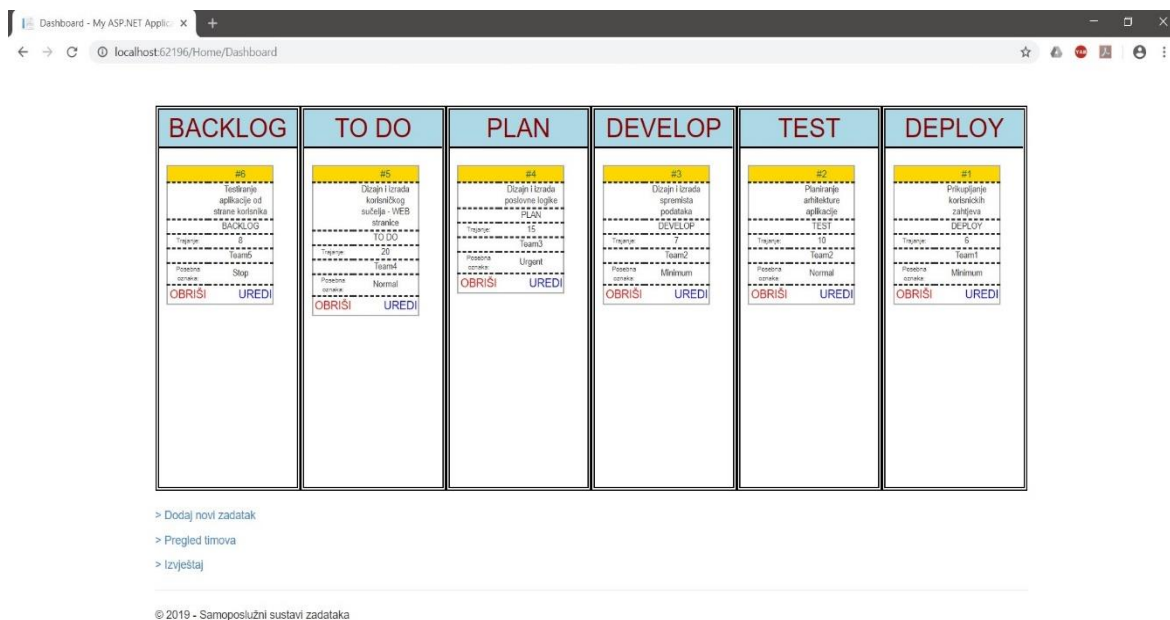 Dashboard - My ASP.NET Applic
localhost:62196/Home/Dashboard
BACKLOG
#6
Testiranje
aplikacije od
strane korisnika
BACKLOG
Trajanje: 8
Team5
Posebna
oznaka: Stop
OBRIŠI UREDI
TO DO
#5
Dizajn i izrada
korisničkog
sučelja - WEB
stranice
TO DO
Trajanje: 20
Team4
Posebna
oznaka: Normal
OBRIŠI UREDI
PLAN
#4
Dizajn i izrada
poslovne logike
PLAN
Trajanje: 15
Team3
Posebna
oznaka: Urgent
OBRIŠI UREDI
DEVELOP
#3
Dizajn i izrada
spremista
podataka
DEVELOP
Trajanje: 7
Team2
Posebna
oznaka: Minimum
OBRIŠI UREDI
TEST
#2
Planiranje
arhitekture
aplikacije
TEST
Trajanje: 10
Team2
Posebna
oznaka: Normal
OBRIŠI UREDI
DEPLOY
#1
Prikupljanje
korisnickih
zahtjeva
DEPLOY
Trajanje: 6
Team1
Posebna
oznaka: Minimum
OBRIŠI UREDI
> Dodaj novi zadatak
> Pregled timova
> Izvještaj
© 2019 - Samoposlužni sustavi zadataka